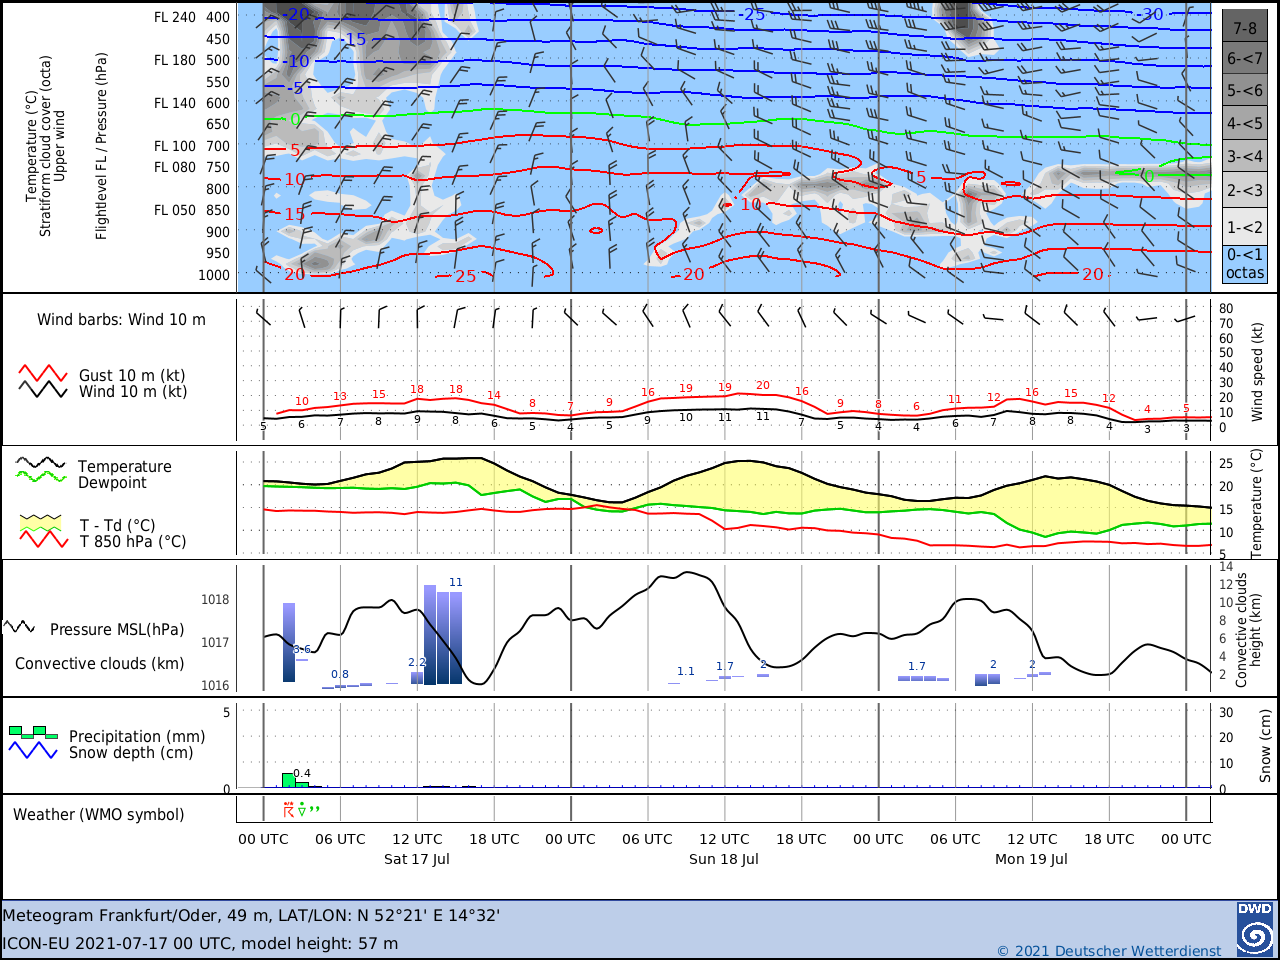 Temperature (°C)
Stratiform cloud cover (octa)
Upper wind
Flightlevel FL / Pressure (hPa)
FL 240 400
450
FL 180 500
550
FL 140 600
650
FL 100 700
FL 080 750
800
FL 050 850
900
950
1000
-20
-15
-10
-5
0
5
10
15
20
-25
-30
-25
15
10
-20
20
0
7-8
6-<7
5-<6
4-<5
3-<4
2-<3
1-<2
0-<1
octas
Wind barbs: Wind 10 m
Gust 10 m (kt)
Wind 10 m (kt)
10 13 15 18 18 14 8 7 9 16 19 19 20 16 9 8 6 11 12 16 15 12 4 5
5 6 7 8 9 8 6 5 4 5 9 10 11 11 7 5 4 4 6 7 8 8 4 3 3
80
70
60
50
40
30
20
10
0
Wind speed (kt)
Temperature
Dewpoint
T - Td (°C)
T 850 hPa (°C)
25
20
15
10
5
Temperature (°C)
Pressure MSL(hPa)
Convective clouds (km)
1018
1017
1016
3.6
0.8
2.2
11
1.1
1.7
2
1.7
2
2
14
12
10
8
6
4
2
Convective clouds
height (km)
Precipitation (mm)
Snow depth (cm)
5
0
0.4
30
20
10
0
Snow (cm)
Weather (WMO symbol)
00 UTC 06 UTC 12 UTC 18 UTC 00 UTC 06 UTC 12 UTC 18 UTC 00 UTC 06 UTC 12 UTC 18 UTC 00 UTC
Sat 17 Jul Sun 18 Jul Mon 19 Jul
Meteogram Frankfurt/Oder, 49 m, LAT/LON: N 52°21' E 14°32'
ICON-EU 2021-07-17 00 UTC, model height: 57 m
© 2021 Deutscher Wetterdienst
DWD